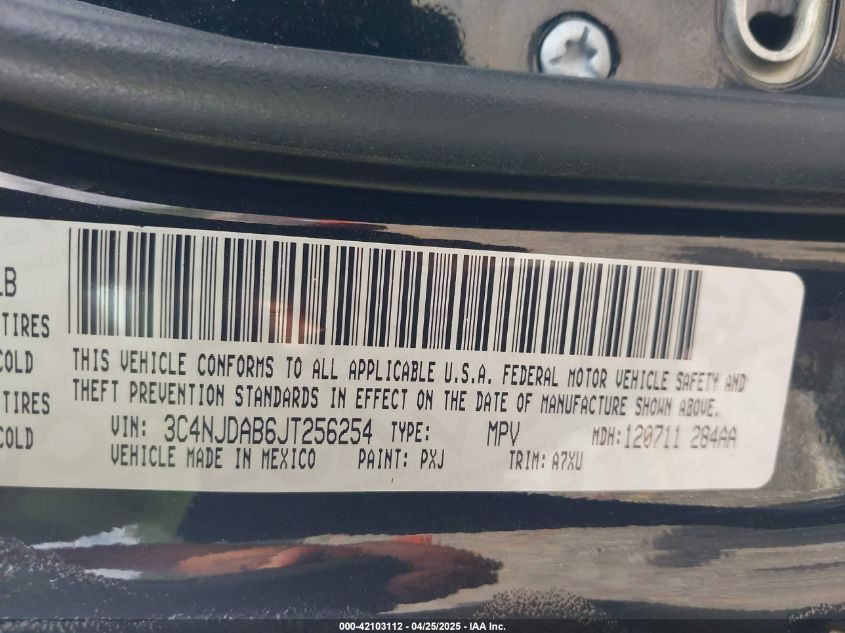 LB
TIRES
COLD
TIRES
COLD
THIS VEHICLE CONFORMS TO ALL APPLICABLE U.S.A. FEDERAL MOTOR VEHICLE SAFETY AND
THEFT PREVENTION STANDARDS IN EFFECT ON THE DATE OF MANUFACTURE SHOWN ABOVE.
VIN: 3C4NJDAB6JT256254 TYPE: MPV MDH:120711 284AA
VEHICLE MADE IN MEXICO PAINT: PXJ TRIM: A7XU
000-42103112 - 04/25/2025 - IAA Inc.